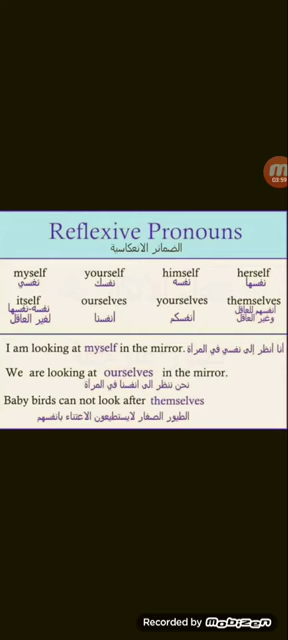 03:59
Reflexive Pronouns
الضمائر الانعكاسية
myself yourself himself herself
نفسي نفسك نفسه نفسها
itself ourselves yourselves themselves
نفسه-نفسها أنفسنا أنفسكم أنفسهم للعاقل
لغير العاقل وغير العاقل
I am looking at myself in the mirror. أنا أنظر إلى نفسي في المرآة
We are looking at ourselves in the mirror.
نحن ننظر الى انفسنا في المرآة
Baby birds can not look after themselves
الطيور الصغار لايستطيعون الاعتناء بانفسهم
Recorded by Mobizen